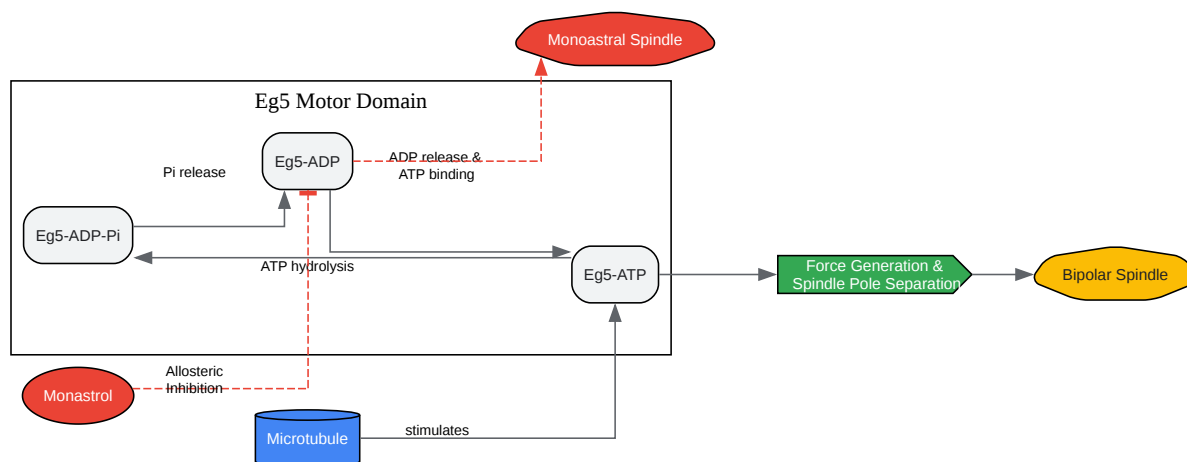 Monoastral Spindle
Eg5 Motor Domain
Eg5-ADP
ADP release &
ATP binding
Pi release
Eg5-ADP-Pi
ATP hydrolysis
Eg5-ATP
Force Generation &
Spindle Pole Separation
Bipolar Spindle
Allosteric
Inhibition
Monastrol
stimulates
Microtubule